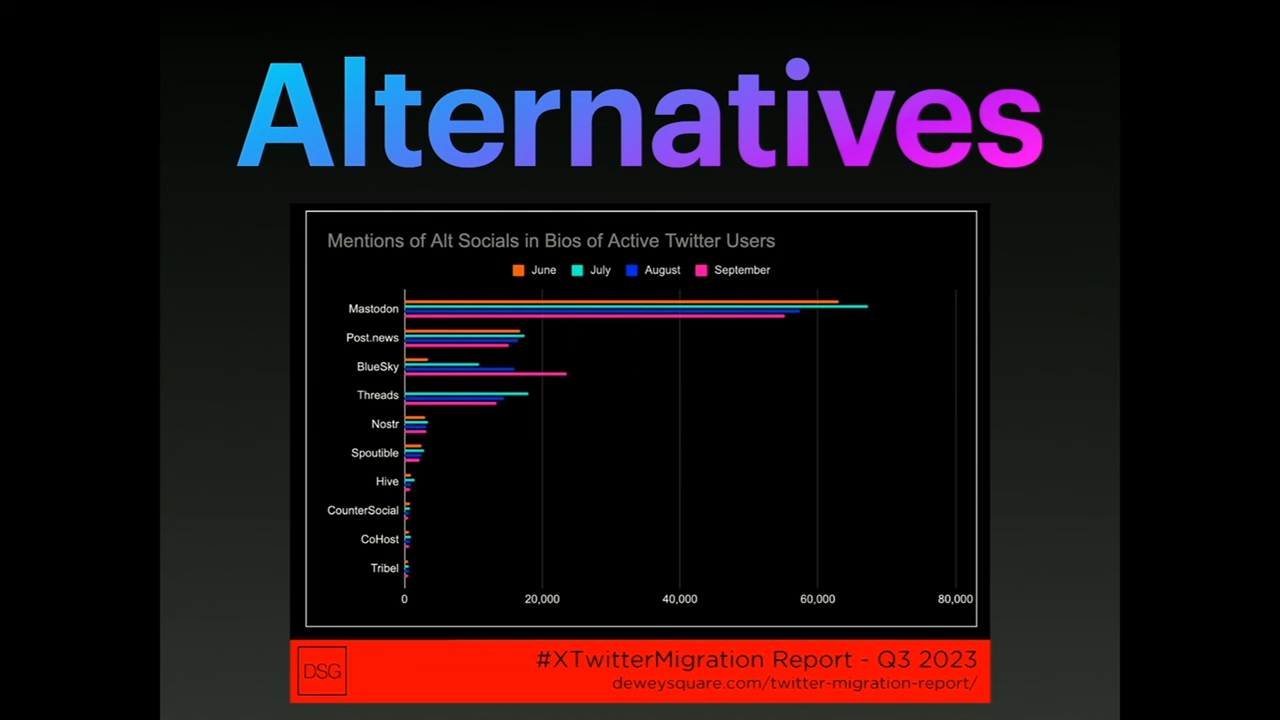 Alternatives
Mentions of Alt Socials in Bios of Active Twitter Users
June July August September
Mastodon
Post.news
BlueSky
Threads
Nostr
Spoutible
Hive
CounterSocial
CoHost
Tribel
0 20,000 40,000 60,000 80,000
DSG
#XTwitterMigration Report - Q3 2023
deweysquare.com/twitter-migration-report/